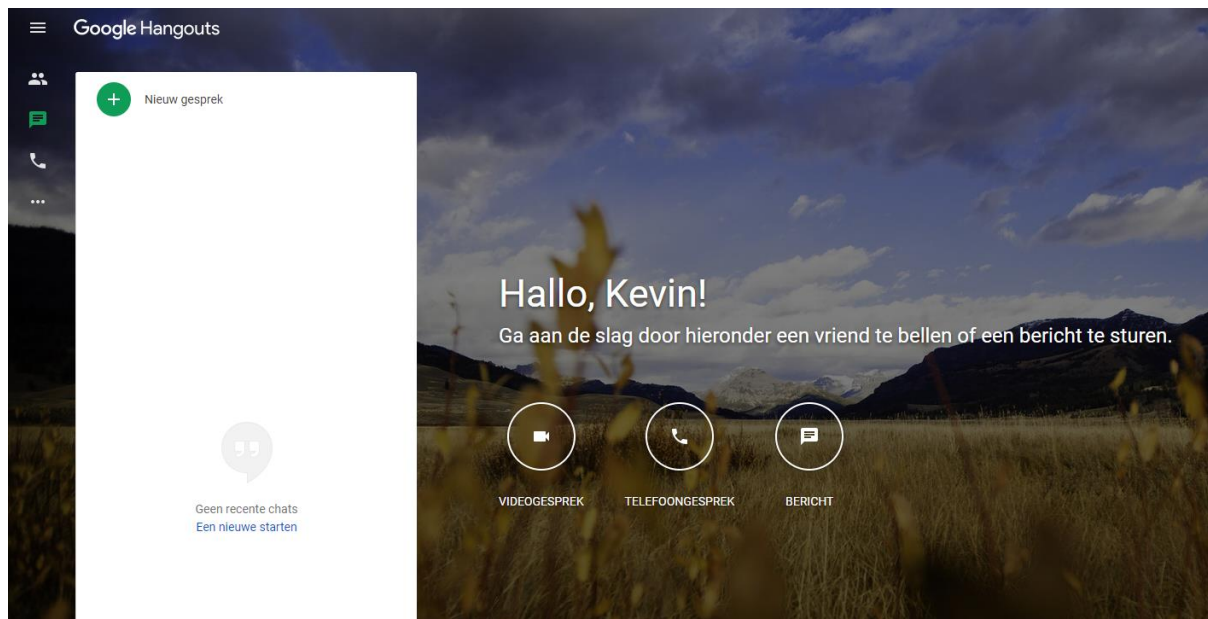 Google Hangouts
Nieuw gesprek
Geen recente chats
Een nieuwe starten
Hallo, Kevin!
Ga aan de slag door hieronder een vriend te bellen of een bericht te sturen.
VIDEOGESPREK TELEFOONGESPREK BERICHT